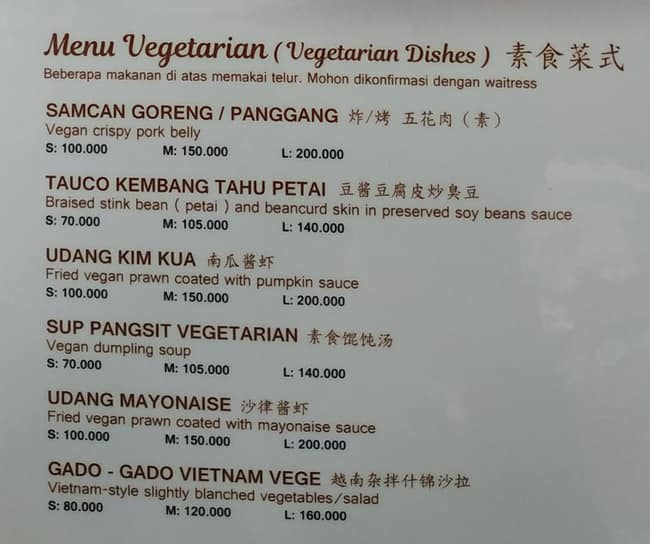 Menu Vegetarian ( Vegetarian Dishes ) 素食菜式
Beberapa makanan di atas memakai telur. Mohon dikonfirmasi dengan waitress
SAMCAN GORENG / PANGGANG 炸/烤 五花肉（素）
Vegan crispy pork belly
S: 100.000 M: 150.000 L: 200.000
TAUCO KEMBANG TAHU PETAI 豆酱豆腐皮炒臭豆
Braised stink bean ( petai ) and beancurd skin in preserved soy beans sauce
S: 70.000 M: 105.000 L: 140.000
UDANG KIM KUA 南瓜酱虾
Fried vegan prawn coated with pumpkin sauce
S: 100.000 M: 150.000 L: 200.000
SUP PANGSIT VEGETARIAN 素食馄饨汤
Vegan dumpling soup
S: 70.000 M: 105.000 L: 140.000
UDANG MAYONAISE 沙律酱虾
Fried vegan prawn coated with mayonaise sauce
S: 100.000 M: 150.000 L: 200.000
GADO - GADO VIETNAM VEGE 越南杂拌什锦沙拉
Vietnam-style slightly blanched vegetables/salad
S: 80.000 M: 120.000 L: 160.000